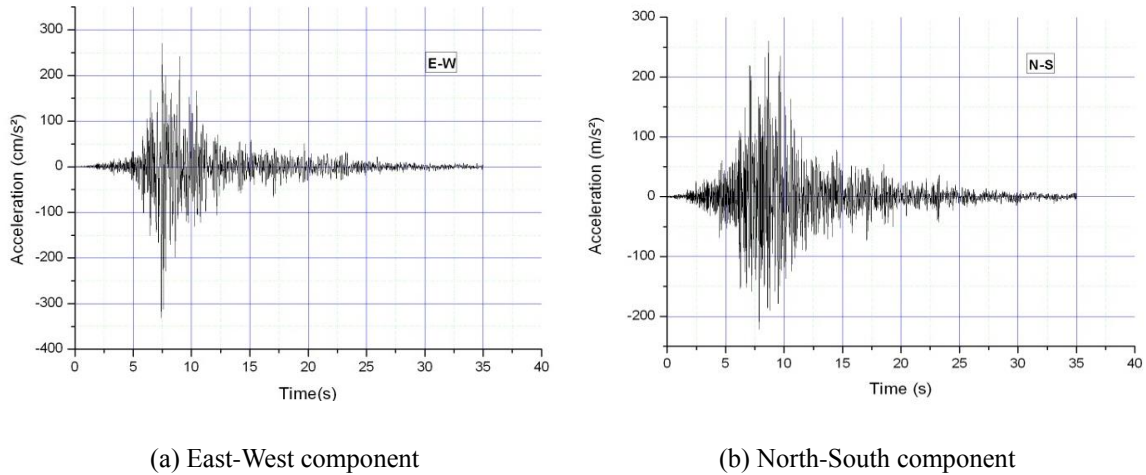 300
200
100
0
-100
-200
-300
-400
Acceleration (cm/s²)
E-W
0 5 10 15 20 25 30 35 40
Time(s)
(a) East-West component
300
200
100
0
-100
-200
Acceleration (m/s²)
N-S
0 5 10 15 20 25 30 35 40
Time (s)
(b) North-South component